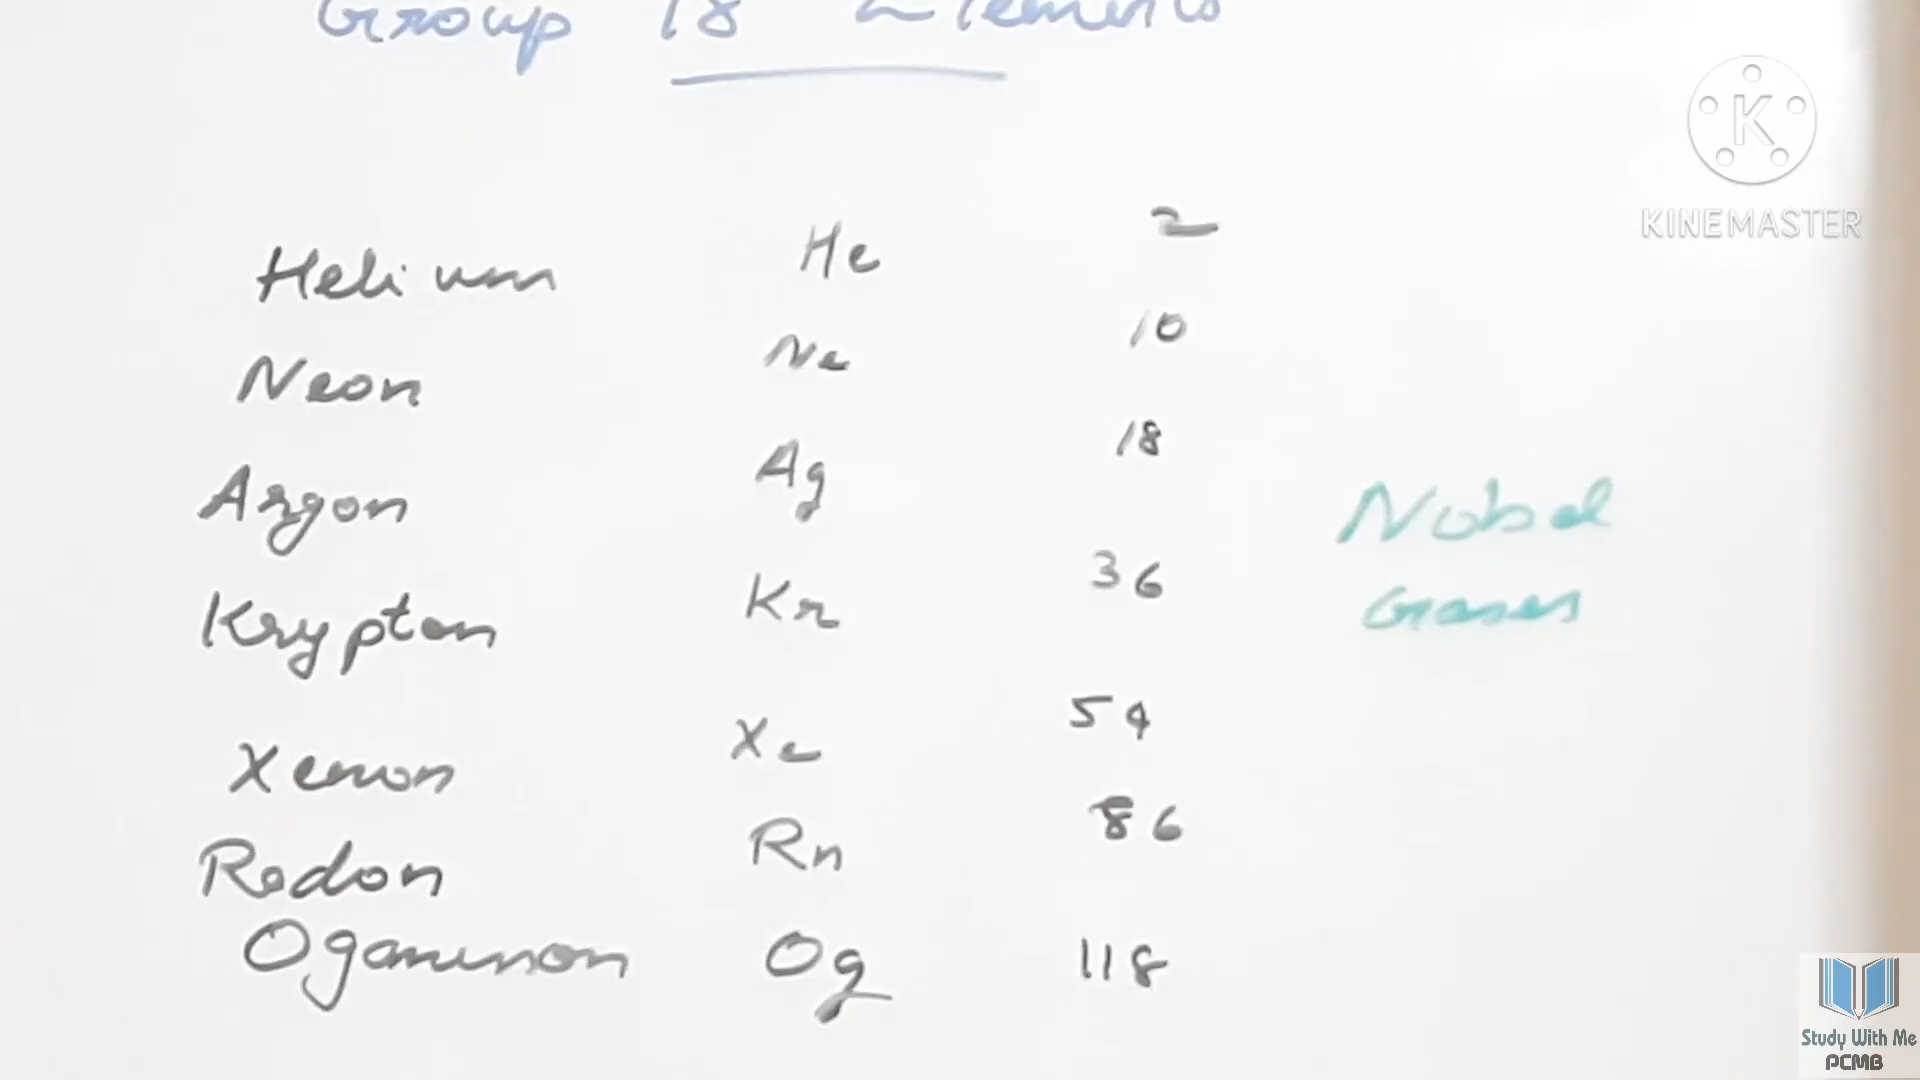 Group 18 Elements
K
KINEMASTER
Helium He 2
Neon Ne 10
Argon Ag 18
Krypton Kr 36
Nobel
Gases
Xenon Xe 54
Redon Rn 86
Oganenon Og 118
Study With Me
PCMB